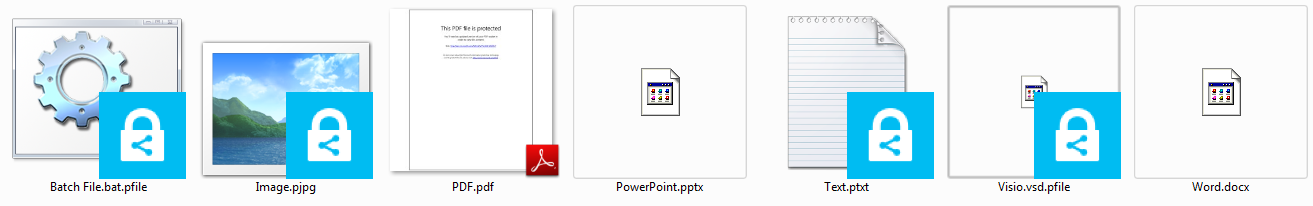 This PDF file is protected
Batch File.bat.pfile
Image.pjpg
PDF.pdf
PowerPoint.pptx
Text.ptxt
Visio.vsd.pfile
Word.docx